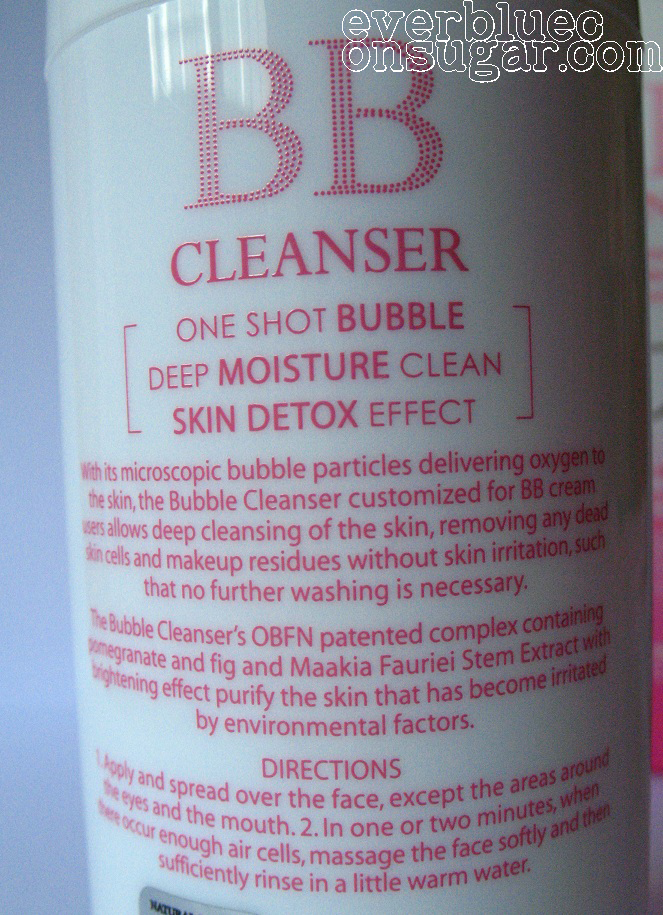 everbluec
onsugar.com
BB
CLEANSER
ONE SHOT BUBBLE
DEEP MOISTURE CLEAN
SKIN DETOX EFFECT
With its microscopic bubble particles delivering oxygen to
the skin, the Bubble Cleanser customized for BB cream
users allows deep cleansing of the skin, removing any dead
skin cells and makeup residues without skin irritation, such
that no further washing is necessary.
The Bubble Cleanser's OBFN patented complex containing
pomegranate and fig and Maakia Fauriei Stem Extract with
brightening effect purify the skin that has become irritated
by environmental factors.
DIRECTIONS
1. Apply and spread over the face, except the areas around
the eyes and the mouth. 2. In one or two minutes, when
there occur enough air cells, massage the face softly and then
sufficiently rinse in a little warm water.